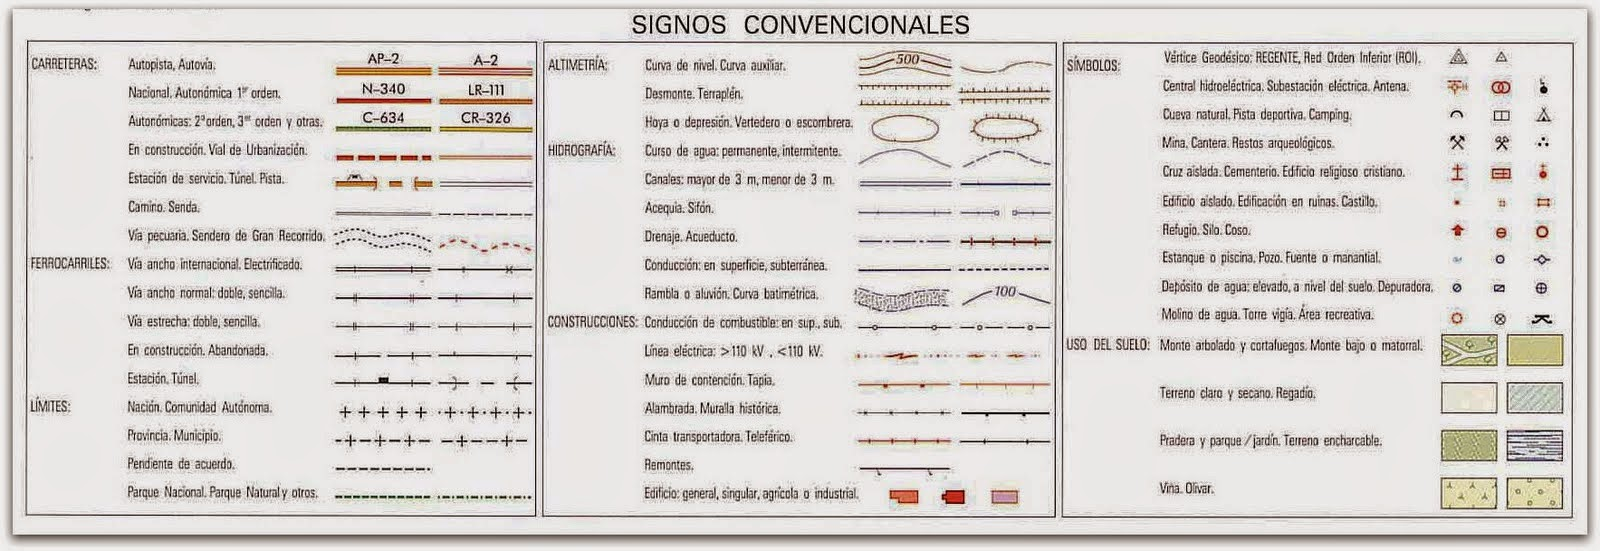 SIGNOS CONVENCIONALES
CARRETERAS: Autopista, Autovía. AP-2 A-2
Nacional. Autonómica 1er orden. N-340 LR-111
Autonómicas: 2º orden, 3er orden y otras. C-634 CR-326
En construcción. Vial de Urbanización.
Estación de servicio. Túnel. Pista.
Camino. Senda.
Vía pecuaria. Sendero de Gran Recorrido.
FERROCARRILES: Vía ancho internacional. Electrificado.
Vía ancho normal: doble, sencilla.
Vía estrecha: doble, sencilla.
En construcción. Abandonada.
Estación. Túnel.
LÍMITES: Nación. Comunidad Autónoma.
Provincia. Municipio.
Pendiente de acuerdo.
Parque Nacional. Parque Natural y otros.
ALTIMETRÍA: Curva de nivel. Curva auxiliar. 500
Desmonte. Terraplén.
Hoya o depresión. Vertedero o escombrera.
HIDROGRAFÍA: Curso de agua: permanente, intermitente.
Canales: mayor de 3 m, menor de 3 m.
Acequia. Sifón.
Drenaje. Acueducto.
Conducción: en superficie, subterránea.
Rambla o aluvión. Curva batimétrica. 100
CONSTRUCCIONES: Conducción de combustible: en sup., sub.
Línea eléctrica: >110 kV , <110 kV.
Muro de contención. Tapia.
Alambrada. Muralla histórica.
Cinta transportadora. Teleférico.
Remontes.
Edificio: general, singular, agrícola o industrial.
SÍMBOLOS: Vértice Geodésico: REGENTE, Red Orden Inferior (ROI).
Central hidroeléctrica. Subestación eléctrica. Antena.
Cueva natural. Pista deportiva. Camping.
Mina. Cantera. Restos arqueológicos.
Cruz aislada. Cementerio. Edificio religioso cristiano.
Edificio aislado. Edificación en ruinas. Castillo.
Refugio. Silo. Coso.
Estanque o piscina. Pozo. Fuente o manantial.
Depósito de agua: elevado, a nivel del suelo. Depuradora.
Molino de agua. Torre vigía. Área recreativa.
USO DEL SUELO: Monte arbolado y cortafuegos. Monte bajo o matorral.
Terreno claro y secano. Regadío.
Pradera y parque/jardín. Terreno encharcable.
Viña. Olivar.